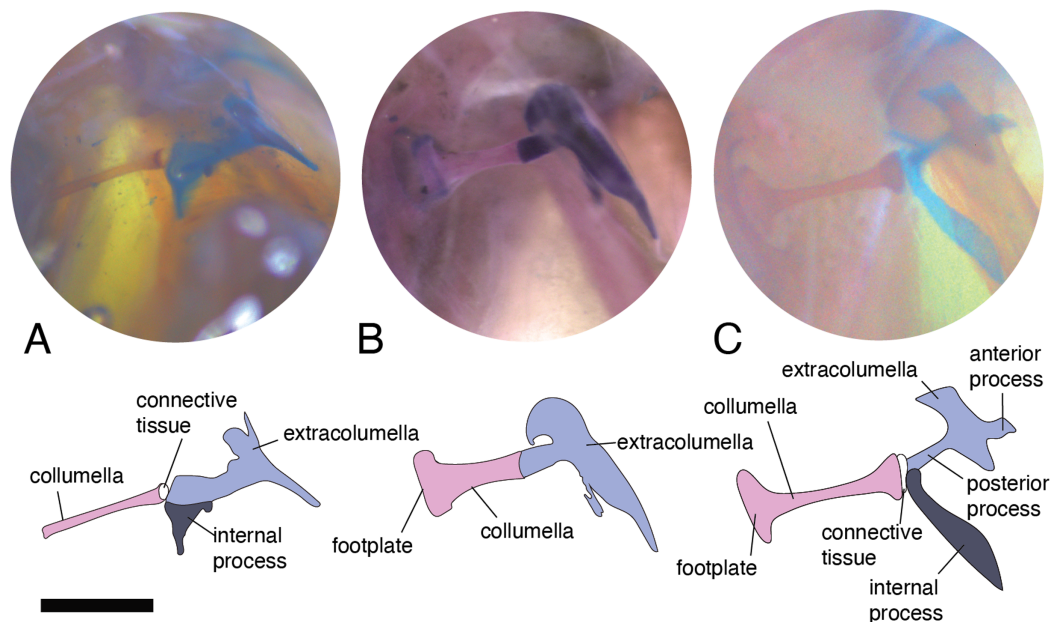 A
B
C
connective
tissue
collumella
extracolumella
internal
process
extracolumella
collumella
footplate
extracolumella
anterior
process
collumella
posterior
process
connective
tissue
footplate
internal
process